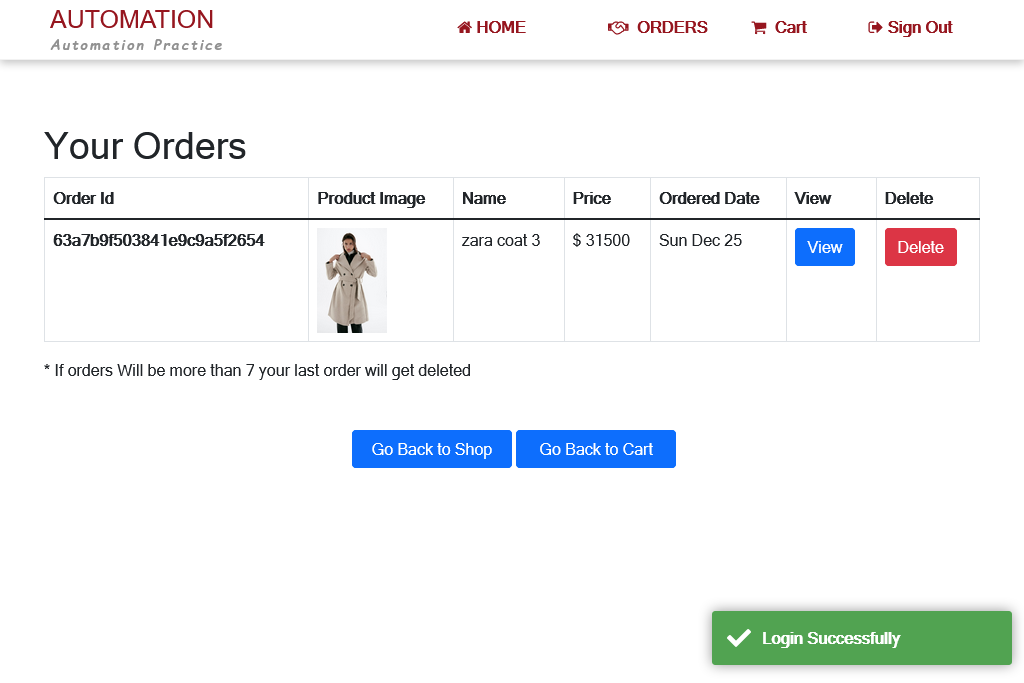 AUTOMATION
Automation Practice
HOME ORDERS Cart Sign Out
Your Orders
Order Id Product Image Name Price Ordered Date View Delete
63a7b9f503841e9c9a5f2654 zara coat 3 $ 31500 Sun Dec 25 View Delete
* If orders Will be more than 7 your last order will get deleted
Go Back to Shop Go Back to Cart
Login Successfully